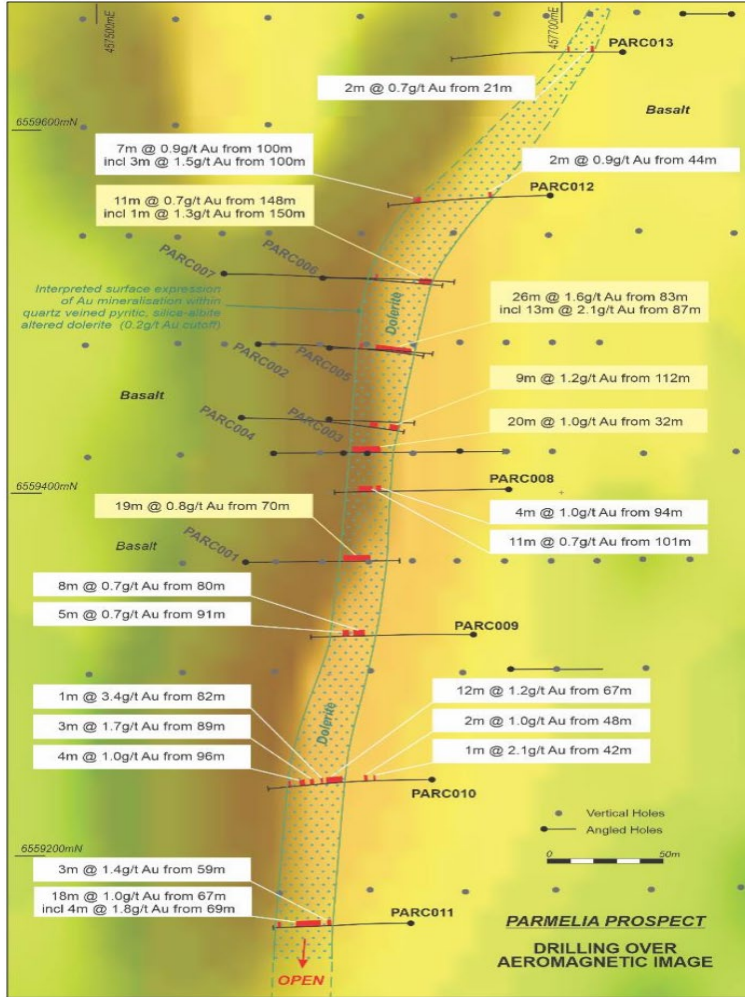 457500mE
457700mE
PARC013
2m @ 0.7g/t Au from 21m
Basalt
6559600mN
7m @ 0.9g/t Au from 100m
incl 3m @ 1.5g/t Au from 100m
2m @ 0.9g/t Au from 44m
PARC012
11m @ 0.7g/t Au from 148m
incl 1m @ 1.3g/t Au from 150m
PARC007
PARC006
Interpreted surface expression
of Au mineralisation within
quartz veined pyritic, silica-albite
altered dolerite (0.2g/t Au cutoff)
Dolerite
26m @ 1.6g/t Au from 83m
incl 13m @ 2.1g/t Au from 87m
PARC002
PARC005
9m @ 1.2g/t Au from 112m
Basalt
PARC004
PARC003
20m @ 1.0g/t Au from 32m
6559400mN
PARC008
19m @ 0.8g/t Au from 70m
4m @ 1.0g/t Au from 94m
11m @ 0.7g/t Au from 101m
Basalt
PARC001
8m @ 0.7g/t Au from 80m
5m @ 0.7g/t Au from 91m
PARC009
1m @ 3.4g/t Au from 82m
3m @ 1.7g/t Au from 89m
4m @ 1.0g/t Au from 96m
Dolerite
12m @ 1.2g/t Au from 67m
2m @ 1.0g/t Au from 48m
1m @ 2.1g/t Au from 42m
PARC010
Vertical Holes
Angled Holes
0 50m
6559200mN
3m @ 1.4g/t Au from 59m
18m @ 1.0g/t Au from 67m
incl 4m @ 1.8g/t Au from 69m
PARC011
OPEN
PARMELIA PROSPECT
DRILLING OVER
AEROMAGNETIC IMAGE